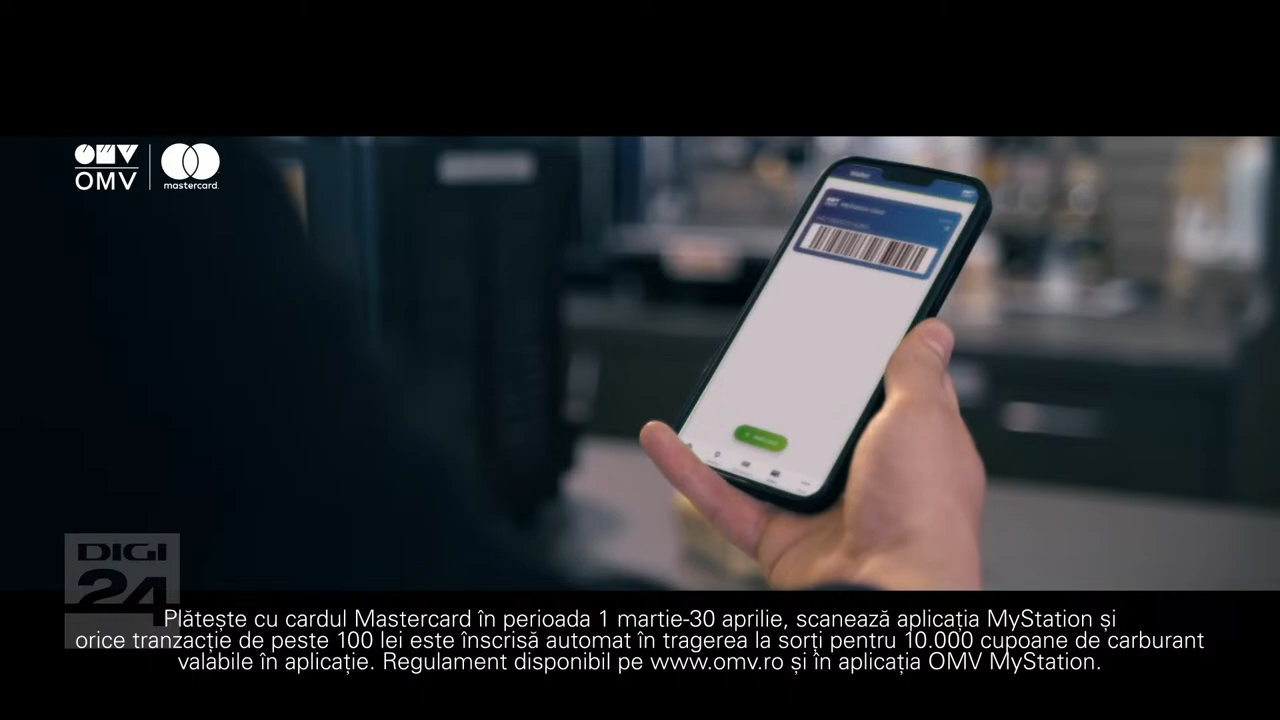 OMV
OMV
mastercard.
DIGI
24
Plătește cu cardul Mastercard în perioada 1 martie-30 aprilie, scanează aplicația MyStation și
orice tranzacție de peste 100 lei este înscrisă automat în tragerea la sorți pentru 10.000 cupoane de carburant
valabile în aplicație. Regulament disponibil pe www.omv.ro și în aplicația OMV MyStation.